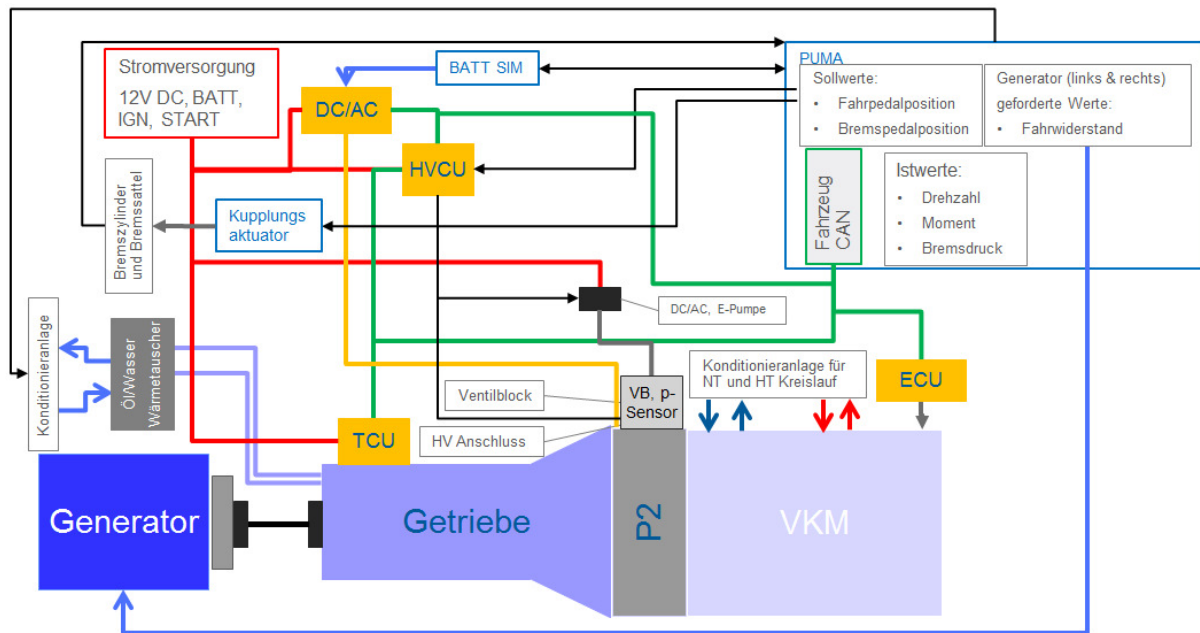 Stromversorgung
12V DC, BATT,
IGN, START
BATT SIM
DC/AC
HVCU
PUMA
Sollwerte:
• Fahrpedalposition
• Bremspedalposition
Generator (links & rechts)
geforderte Werte:
• Fahrwiderstand
Fahrzeug
CAN
Istwerte:
• Drehzahl
• Moment
• Bremsdruck
Bremszylinder
und Bremssattel
Kupplungs
aktuator
DC/AC, E-Pumpe
Konditionieranlage
Öl/Wasser
Wärmetauscher
Ventilblock
VB, p-
Sensor
Konditionieranlage für
NT und HT Kreislauf
ECU
TCU
HV Anschluss
Generator
Getriebe
P2
VKM